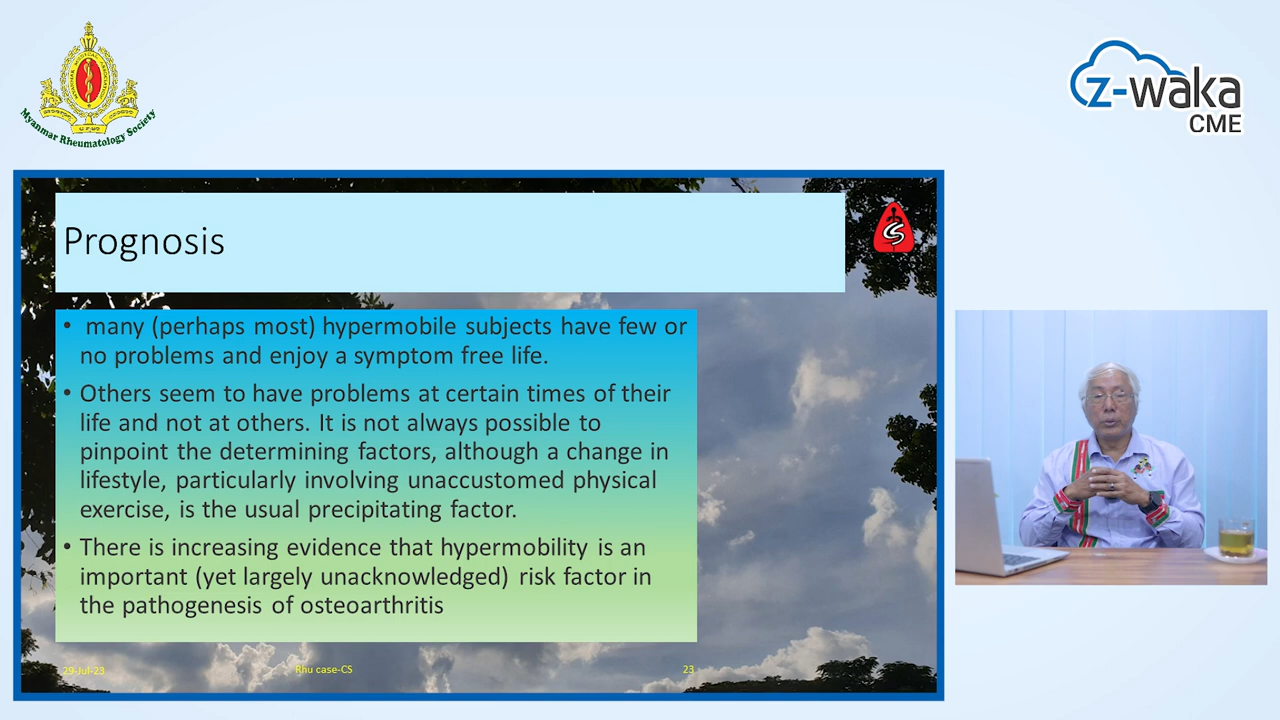 Myanmar Rheumatology Society
z-waka
CME
Prognosis
• many (perhaps most) hypermobile subjects have few or
no problems and enjoy a symptom free life.
• Others seem to have problems at certain times of their
life and not at others. It is not always possible to
pinpoint the determining factors, although a change in
lifestyle, particularly involving unaccustomed physical
exercise, is the usual precipitating factor.
• There is increasing evidence that hypermobility is an
important (yet largely unacknowledged) risk factor in
the pathogenesis of osteoarthritis
29-Jul-23
Rhu case-CS
23